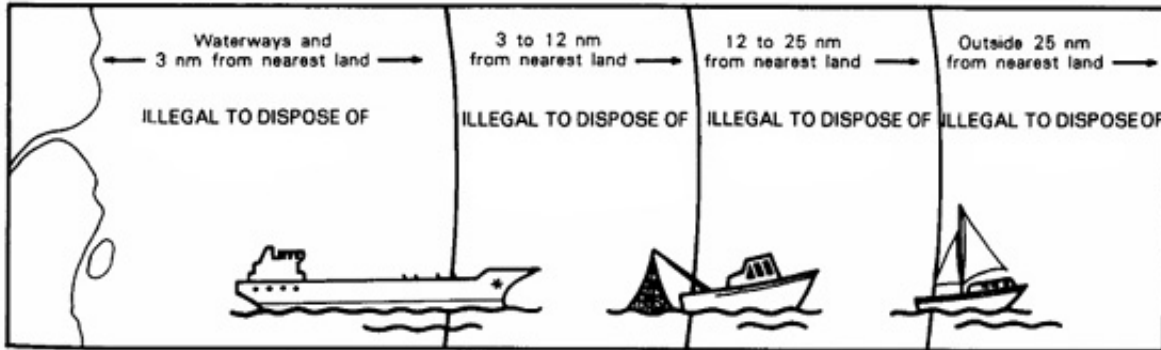 Waterways and
3 nm from nearest land
ILLEGAL TO DISPOSE OF
3 to 12 nm
from nearest land
ILLEGAL TO DISPOSE OF
12 to 25 nm
from nearest land
ILLEGAL TO DISPOSE OF
Outside 25 nm
from nearest land
ILLEGAL TO DISPOSE OF